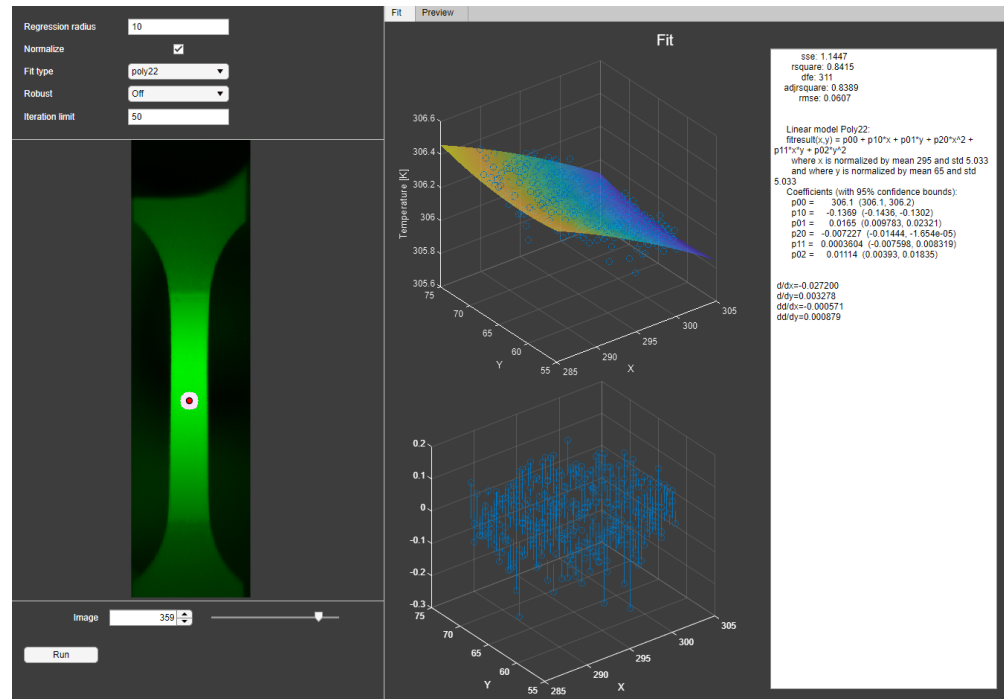 Regression radius 10
Normalize
Fit type poly22
Robust Off
Iteration limit 50
Image 359
Run
Fit Preview
Fit
306.6
306.4
306.2
306
305.8
305.6
Temperature [K]
75
70
65
60
55
Y
285
290
295
300
305
X
0.2
0.1
0
-0.1
-0.2
-0.3
75
70
65
60
55
Y
285
290
295
300
305
X
sse: 1.1447
rsquare: 0.8415
dfe: 311
adjrsquare: 0.8389
rmse: 0.0607
Linear model Poly22:
fitresult(x,y) = p00 + p10*x + p01*y + p20*x^2 +
p11*x*y + p02*y^2
where x is normalized by mean 295 and std 5.033
and where y is normalized by mean 65 and std
5.033
Coefficients (with 95% confidence bounds):
p00 = 306.1 (306.1, 306.2)
p10 = -0.1369 (-0.1436, -0.1302)
p01 = 0.0165 (0.009783, 0.02321)
p20 = -0.007227 (-0.01444, -1.654e-05)
p11 = 0.0003604 (-0.007598, 0.008319)
p02 = 0.01114 (0.00393, 0.01835)
d/dx=-0.027200
d/dy=0.003278
dd/dx=-0.000571
dd/dy=0.000879